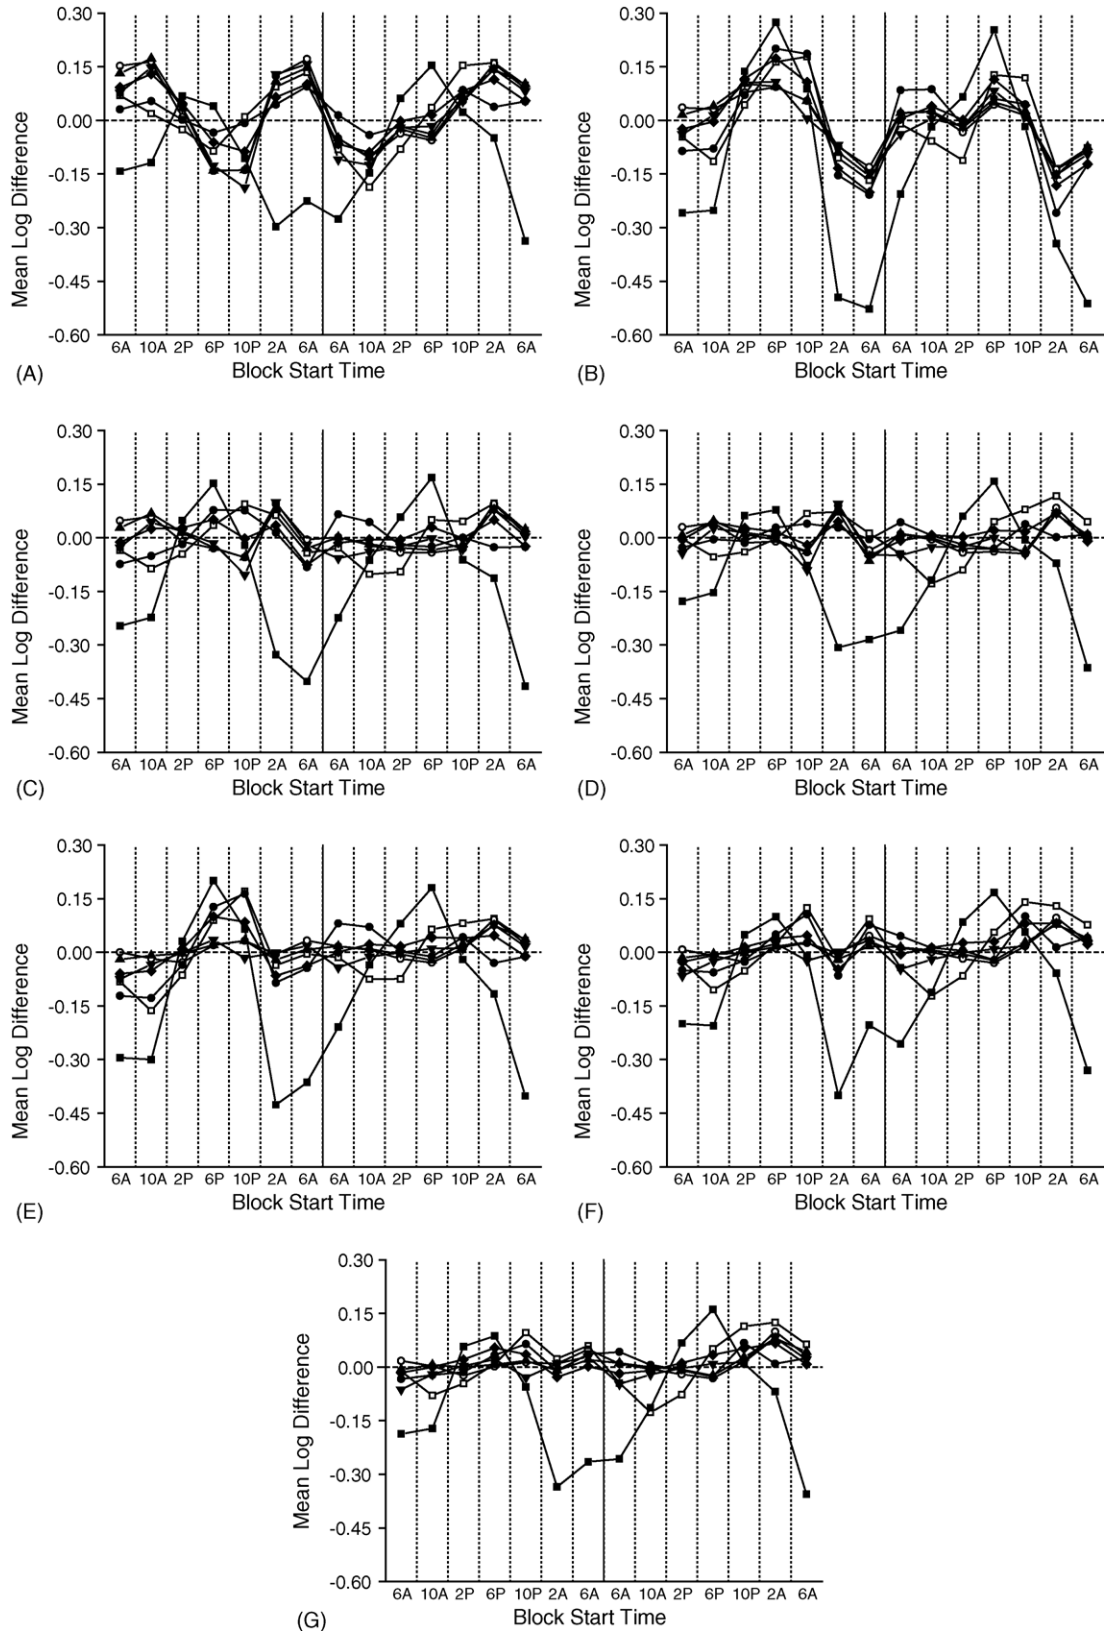 0.30 0.15 0.00 -0.15 -0.30 -0.45 -0.60
Mean Log Difference
6A 10A 2P 6P 10P 2A 6A 6A 10A 2P 6P 10P 2A 6A
(A) Block Start Time
0.30 0.15 0.00 -0.15 -0.30 -0.45 -0.60
Mean Log Difference
6A 10A 2P 6P 10P 2A 6A 6A 10A 2P 6P 10P 2A 6A
(B) Block Start Time
0.30 0.15 0.00 -0.15 -0.30 -0.45 -0.60
Mean Log Difference
6A 10A 2P 6P 10P 2A 6A 6A 10A 2P 6P 10P 2A 6A
(C) Block Start Time
0.30 0.15 0.00 -0.15 -0.30 -0.45 -0.60
Mean Log Difference
6A 10A 2P 6P 10P 2A 6A 6A 10A 2P 6P 10P 2A 6A
(D) Block Start Time
0.30 0.15 0.00 -0.15 -0.30 -0.45 -0.60
Mean Log Difference
6A 10A 2P 6P 10P 2A 6A 6A 10A 2P 6P 10P 2A 6A
(E) Block Start Time
0.30 0.15 0.00 -0.15 -0.30 -0.45 -0.60
Mean Log Difference
6A 10A 2P 6P 10P 2A 6A 6A 10A 2P 6P 10P 2A 6A
(F) Block Start Time
0.30 0.15 0.00 -0.15 -0.30 -0.45 -0.60
Mean Log Difference
6A 10A 2P 6P 10P 2A 6A 6A 10A 2P 6P 10P 2A 6A
(G) Block Start Time